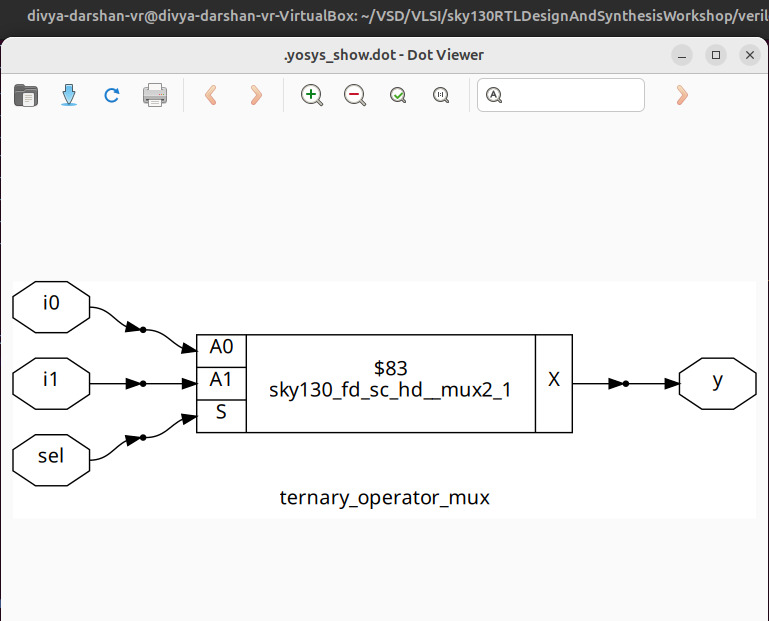 divya-darshan-vr@divya-darshan-vr-VirtualBox: ~/VSD/VLSI/sky130RTLDesignAndSynthesisWorkshop/veril
.yosys_show.dot - Dot Viewer
i0
i1
sel
A0
A1
S
$83
sky130_fd_sc_hd__mux2_1
X
y
ternary_operator_mux